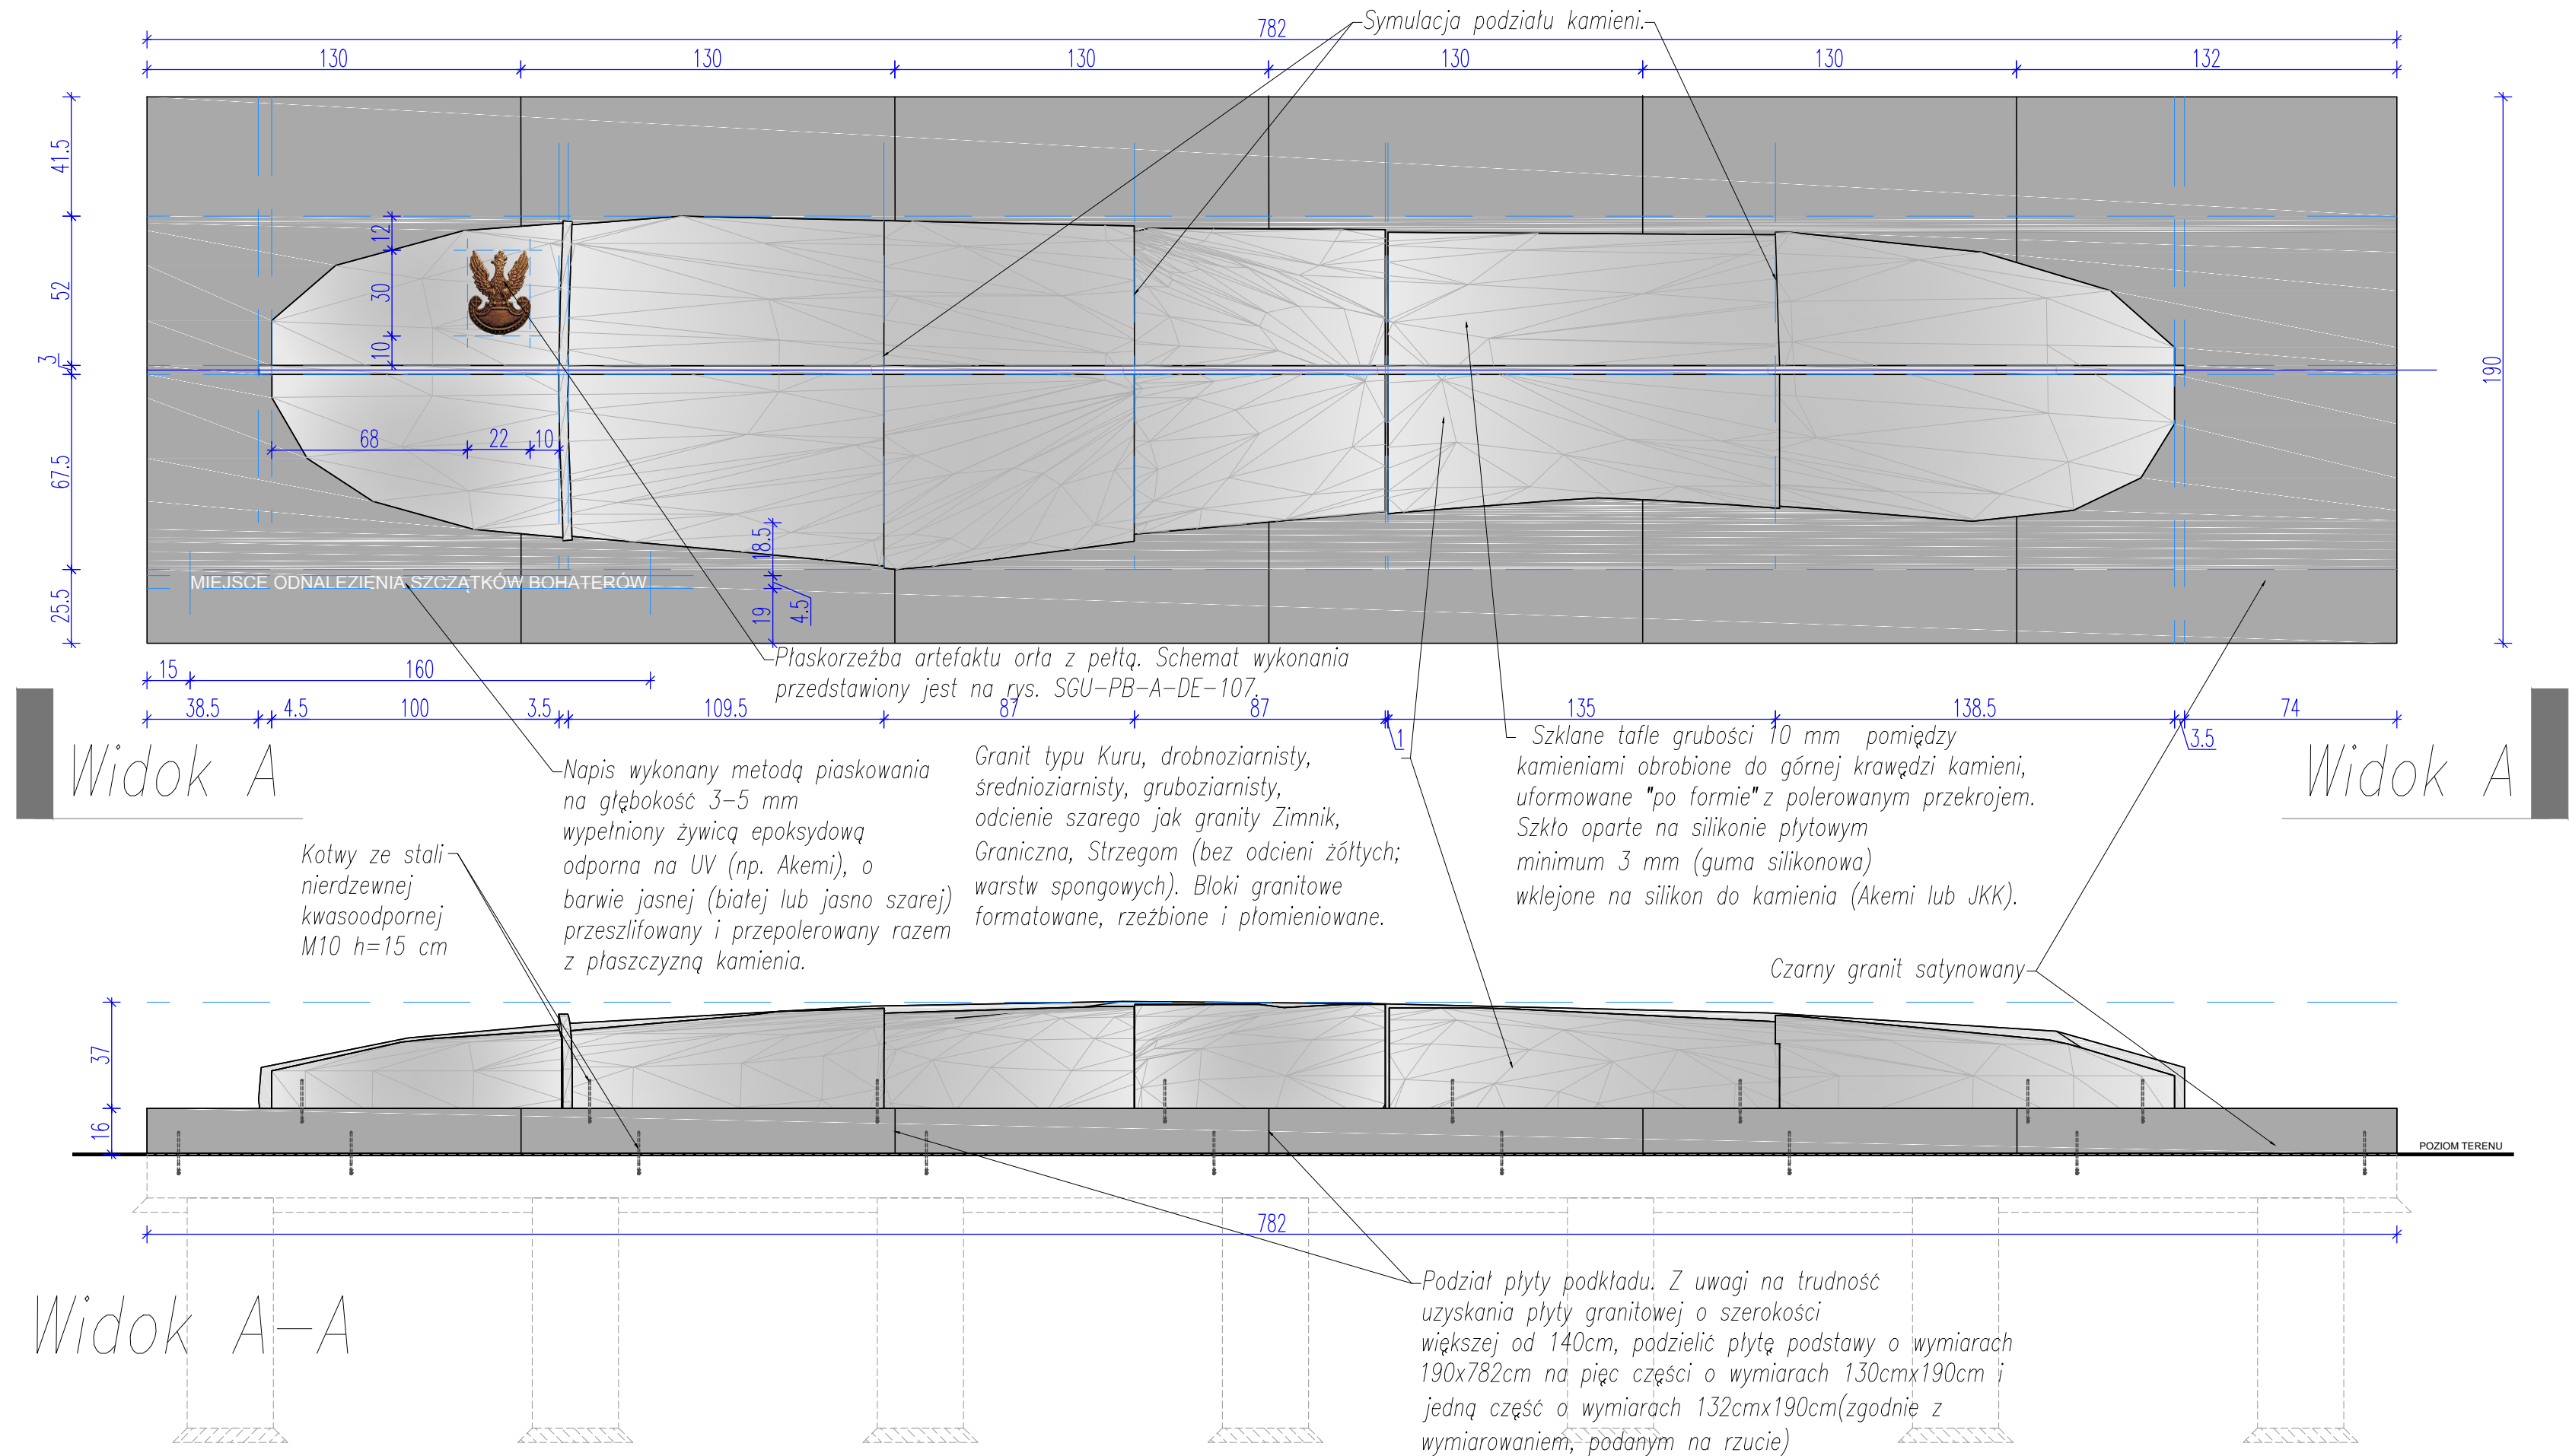 Symulacja podziału kamieni.
782
130 130 130 130 130 132
41.5
12
52
30
10
3
190
68 22 10
67.5
18.5
MIEJSCE ODNALEZIENIA SZCZĄTKÓW BOHATERÓW
25.5
19
4.5
15 160
Płaskorzeźba artefaktu orła z pełtą. Schemat wykonania
przedstawiony jest na rys. SGU-PB-A-DE-107.
38.5 4.5 100 3.5 109.5 87 87 1 135 138.5 3.5 74
Widok A
Widok A
Napis wykonany metodą piaskowania
na głębokość 3-5 mm
wypełniony żywicą epoksydową
odporna na UV (np. Akemi), o
barwie jasnej (białej lub jasno szarej)
przeszlifowany i przepolerowany razem
z płaszczyzną kamienia.
Granit typu Kuru, drobnoziarnisty,
średnioziarnisty, gruboziarnisty,
odcienie szarego jak granity Zimnik,
Graniczna, Strzegom (bez odcieni żółtych;
warstw spongowych). Bloki granitowe
formatowane, rzeźbione i płomieniowane.
Szklane tafle grubości 10 mm pomiędzy
kamieniami obrobione do górnej krawędzi kamieni,
uformowane "po formie" z polerowanym przekrojem.
Szkło oparte na silikonie płytowym
minimum 3 mm (guma silikonowa)
wklejone na silikon do kamienia (Akemi lub JKK).
Kotwy ze stali
nierdzewnej
kwasoodpornej
M10 h=15 cm
Czarny granit satynowany
37
16
POZIOM TERENU
782
Widok A-A
Podział płyty podkładu. Z uwagi na trudność
uzyskania płyty granitowej o szerokości
większej od 140cm, podzielić płytę podstawy o wymiarach
190x782cm na pięc części o wymiarach 130cmx190cm i
jedną część o wymiarach 132cmx190cm(zgodnie z
wymiarowaniem, podanym na rzucie)